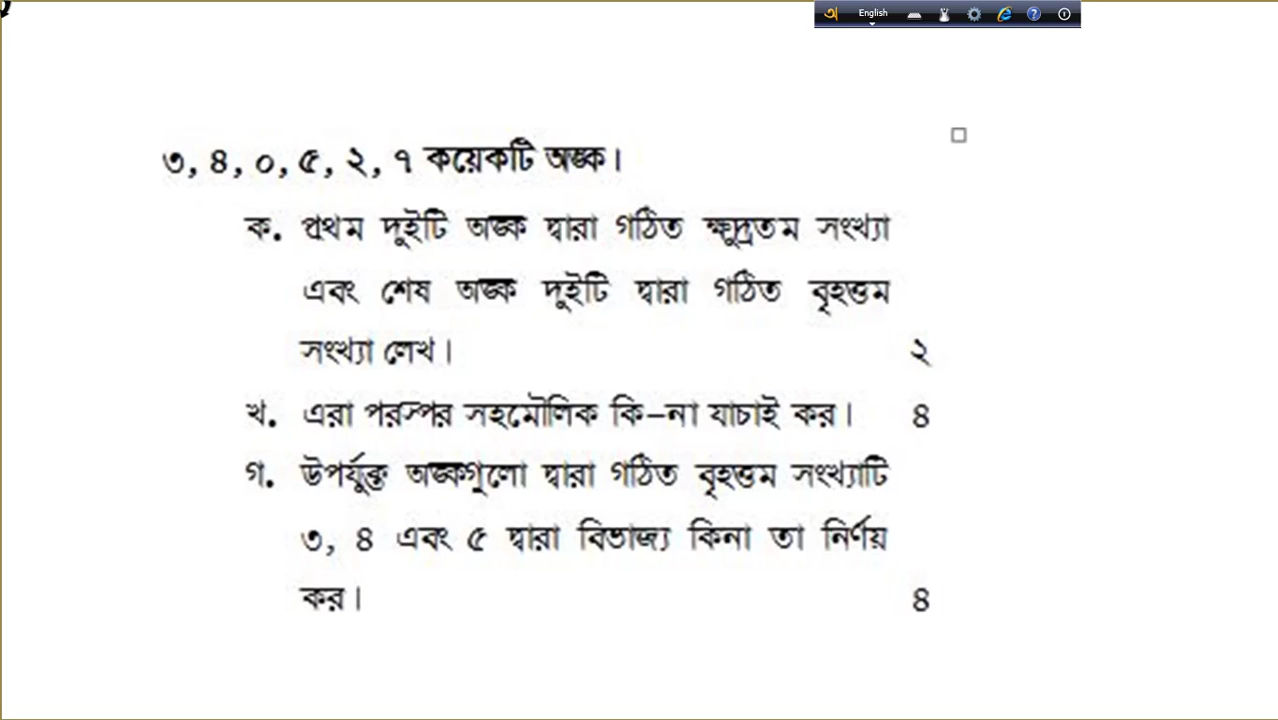 English
৩, ৪, ০, ৫, ২, ৭ কয়েকটি অঙ্ক।
ক. প্রথম দুইটি অঙ্ক দ্বারা গঠিত ক্ষুদ্রতম সংখ্যা
এবং শেষ অঙ্ক দুইটি দ্বারা গঠিত বৃহত্তম
সংখ্যা লেখ। ২
খ. এরা পরস্পর সহমৌলিক কি-না যাচাই কর। ৪
গ. উপর্যুক্ত অঙ্কগুলো দ্বারা গঠিত বৃহত্তম সংখ্যাটি
৩, ৪ এবং ৫ দ্বারা বিভাজ্য কিনা তা নির্ণয়
কর। ৪